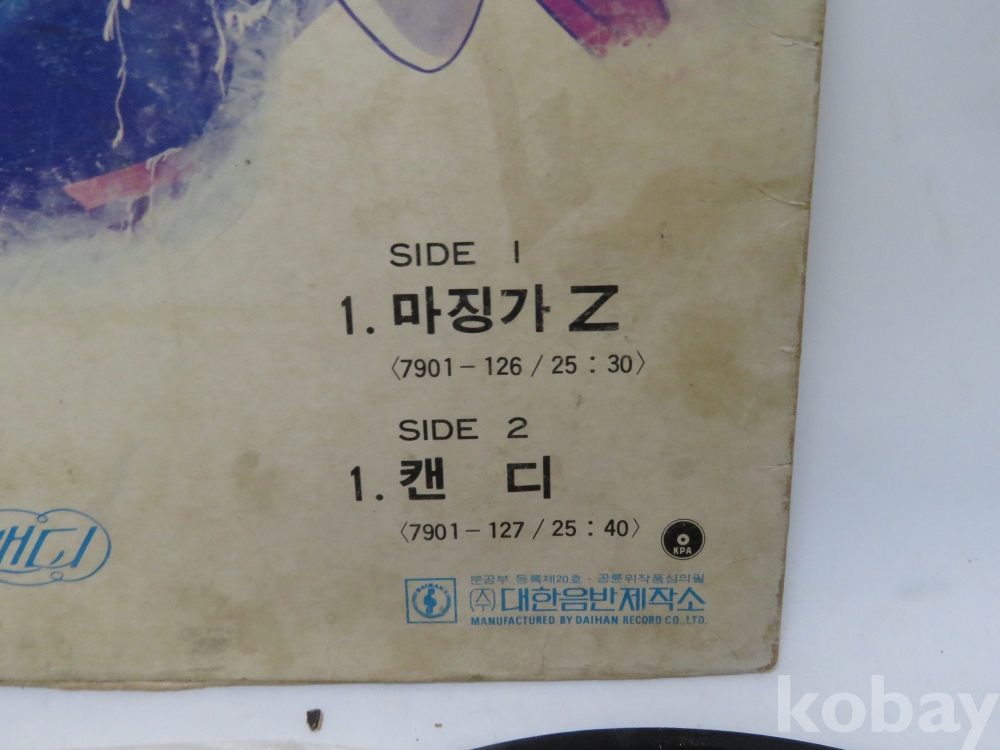 SIDE 1
1. 마징가 Z
〈7901-126 / 25 : 30〉
SIDE 2
1. 캔 디
〈7901-127 / 25 : 40〉
KPA
문공부 등록제20호 · 공륜위작품심의필
(주)대한음반제작소
MANUFACTURED BY DAIHAN RECORD CO.,LTD.
kobay